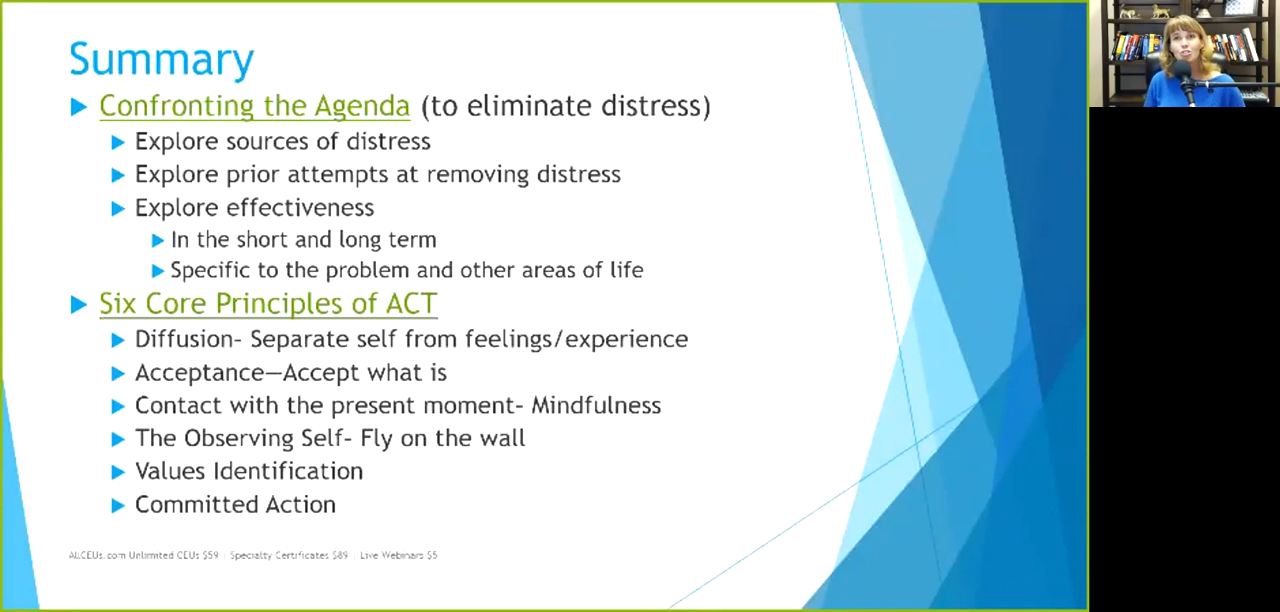 Summary
Confronting the Agenda (to eliminate distress)
Explore sources of distress
Explore prior attempts at removing distress
Explore effectiveness
In the short and long term
Specific to the problem and other areas of life
Six Core Principles of ACT
Diffusion– Separate self from feelings/experience
Acceptance—Accept what is
Contact with the present moment– Mindfulness
The Observing Self– Fly on the wall
Values Identification
Committed Action
AllCEUs.com Unlimited CEUs $59 | Specialty Certificates $89 | Live Webinars $5